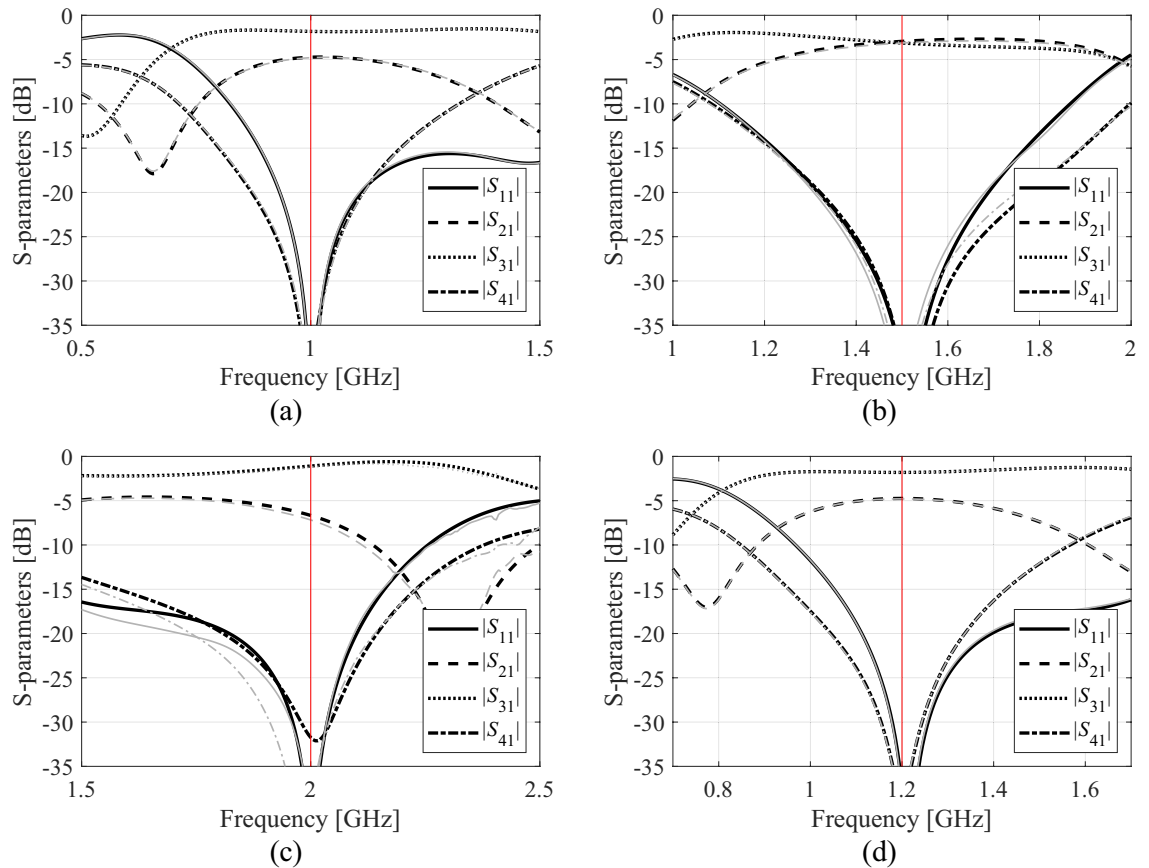 0
-5
-10
-15
-20
-25
-30
-35
S-parameters [dB]
0.5
1
1.5
Frequency [GHz]
|S11|
|S21|
|S31|
|S41|
(a)
0
-5
-10
-15
-20
-25
-30
-35
S-parameters [dB]
1
1.2
1.4
1.6
1.8
2
Frequency [GHz]
|S11|
|S21|
|S31|
|S41|
(b)
0
-5
-10
-15
-20
-25
-30
-35
S-parameters [dB]
1.5
2
2.5
Frequency [GHz]
|S11|
|S21|
|S31|
|S41|
(c)
0
-5
-10
-15
-20
-25
-30
-35
S-parameters [dB]
0.8
1
1.2
1.4
1.6
Frequency [GHz]
|S11|
|S21|
|S31|
|S41|
(d)